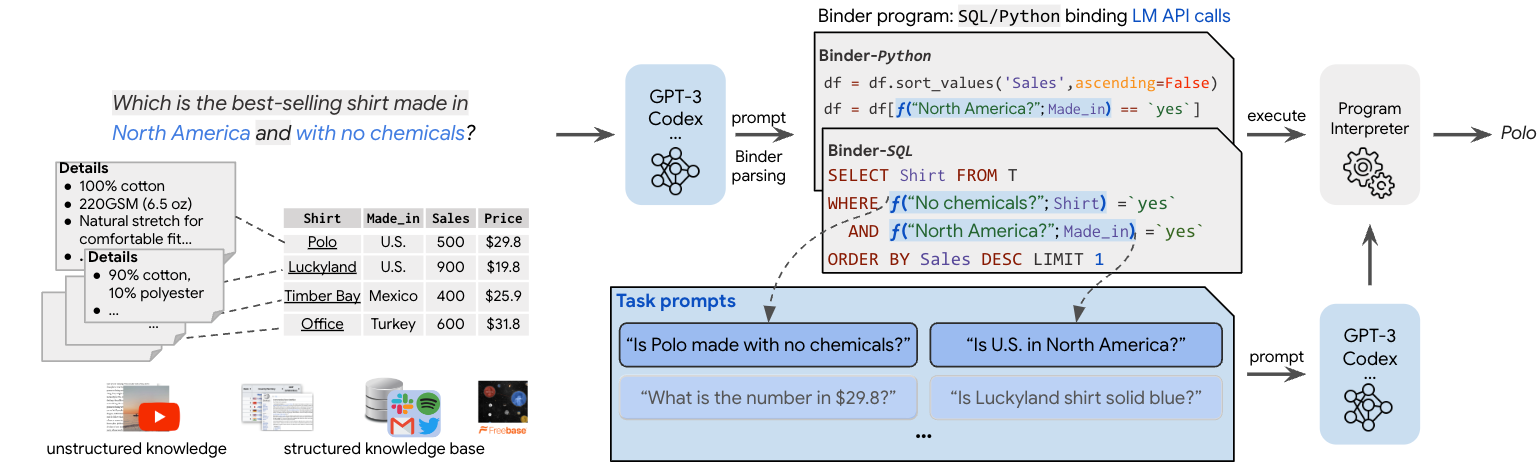 Binder program: SQL/Python binding LM API calls
Which is the best-selling shirt made in
North America and with no chemicals?
Details
● 100% cotton
● 220GSM (6.5 oz)
● Natural stretch for
comfortable fit...
● .
Details
● 90% cotton,
10% polyester
● ...
...
Shirt Made_in Sales Price
Polo U.S. 500 $29.8
Luckyland U.S. 900 $19.8
Timber Bay Mexico 400 $25.9
Office Turkey 600 $31.8
unstructured knowledge
Freebase
structured knowledge base
GPT-3
Codex
...
prompt
Binder
parsing
Binder-Python
df = df.sort_values('Sales',ascending=False)
df = df[ƒ(“North America?”; Made_in) == `yes`]
Binder-SQL
SELECT Shirt FROM T
WHERE ƒ(“No chemicals?”; Shirt) =`yes`
AND ƒ(“North America?”; Made_in) =`yes`
ORDER BY Sales DESC LIMIT 1
execute
Program
Interpreter
Polo
Task prompts
“Is Polo made with no chemicals?”
“Is U.S. in North America?”
“What is the number in $29.8?”
“Is Luckyland shirt solid blue?”
...
prompt
GPT-3
Codex
...